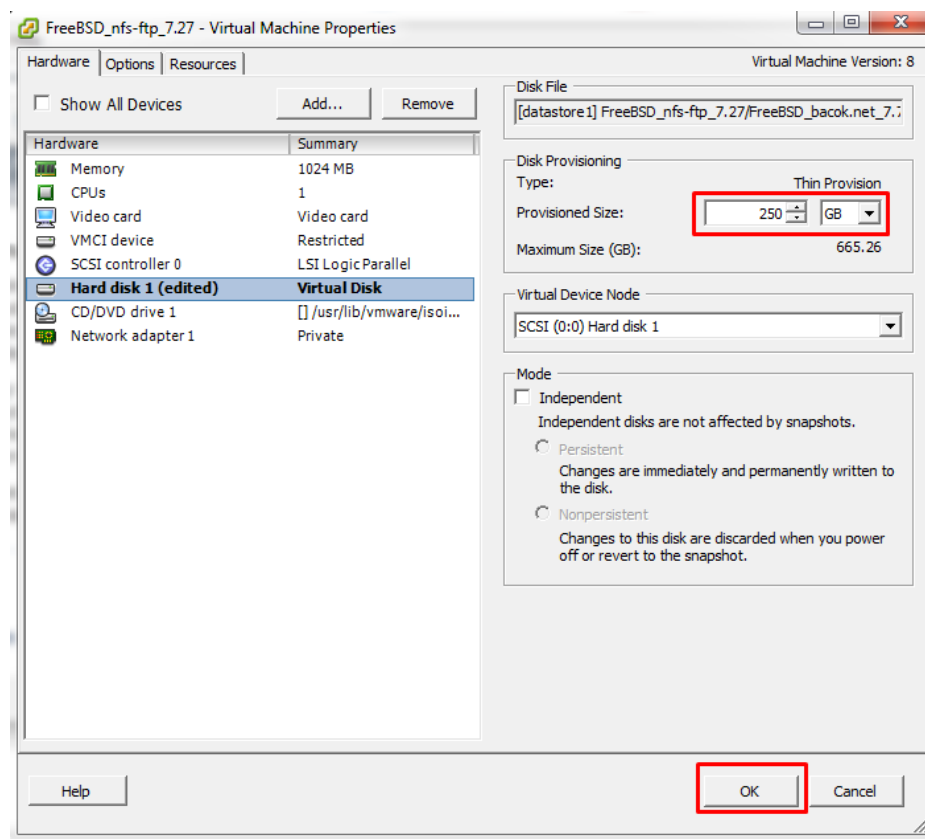 FreeBSD_nfs-ftp_7.27 - Virtual Machine Properties
Hardware Options Resources
Virtual Machine Version: 8
Show All Devices
Add... Remove
Hardware Summary
Memory 1024 MB
CPUs 1
Video card Video card
VMCI device Restricted
SCSI controller 0 LSI Logic Parallel
Hard disk 1 (edited) Virtual Disk
CD/DVD drive 1 [] /usr/lib/vmware/isoi...
Network adapter 1 Private
Disk File
[datastore1] FreeBSD_nfs-ftp_7.27/FreeBSD_bacok.net_7.
Disk Provisioning
Type: Thin Provision
Provisioned Size: 250 GB
Maximum Size (GB): 665.26
Virtual Device Node
SCSI (0:0) Hard disk 1
Mode
Independent
Independent disks are not affected by snapshots.
Persistent
Changes are immediately and permanently written to
the disk.
Nonpersistent
Changes to this disk are discarded when you power
off or revert to the snapshot.
Help
OK Cancel